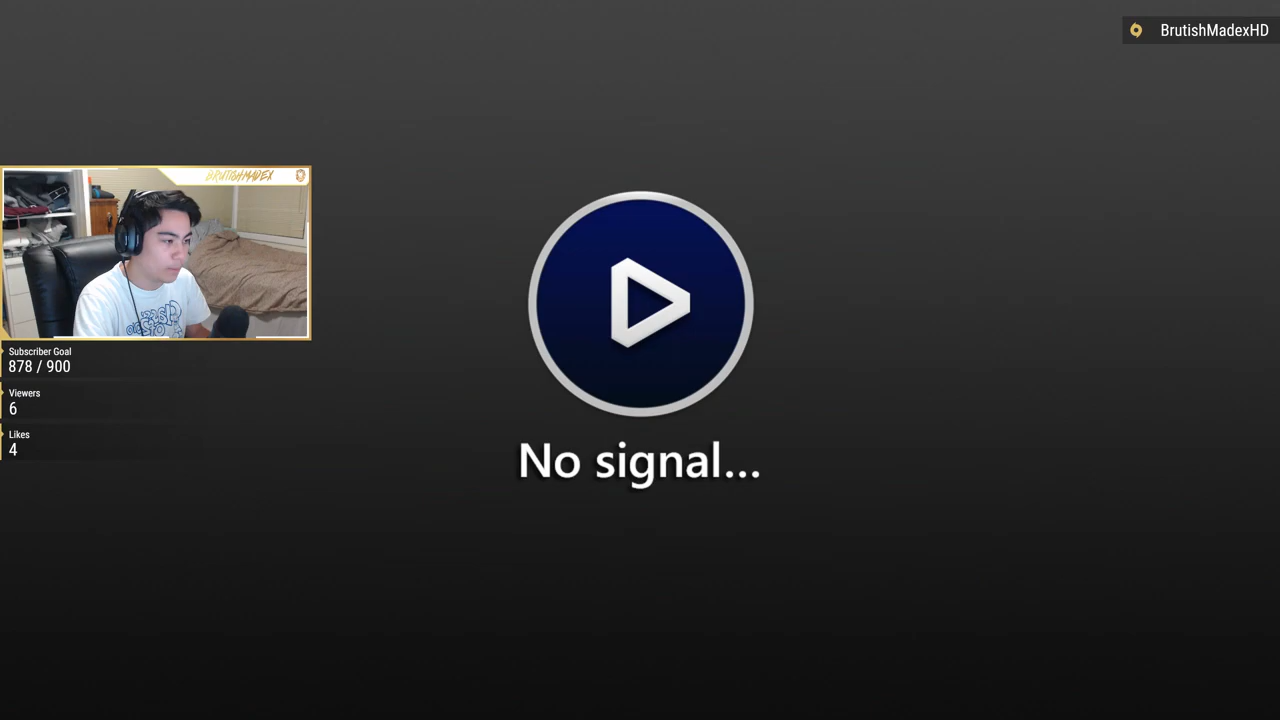 BrutishMadexHD
BRUTISHMADEX
Subscriber Goal
878 / 900
Viewers
6
Likes
4
No signal...